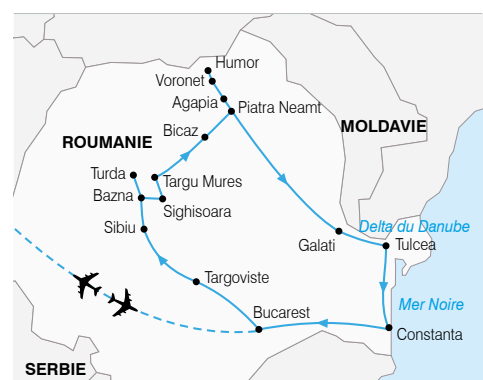 Humor
Voronet
Agapia
Piatra Neamt
Bicaz
MOLDAVIE
ROUMANIE
Turda
Targu Mures
Bazna
Sighisoara
Sibiu
Delta du Danube
Galati
Tulcea
Targoviste
Mer Noire
Bucarest
Constanta
SERBIE